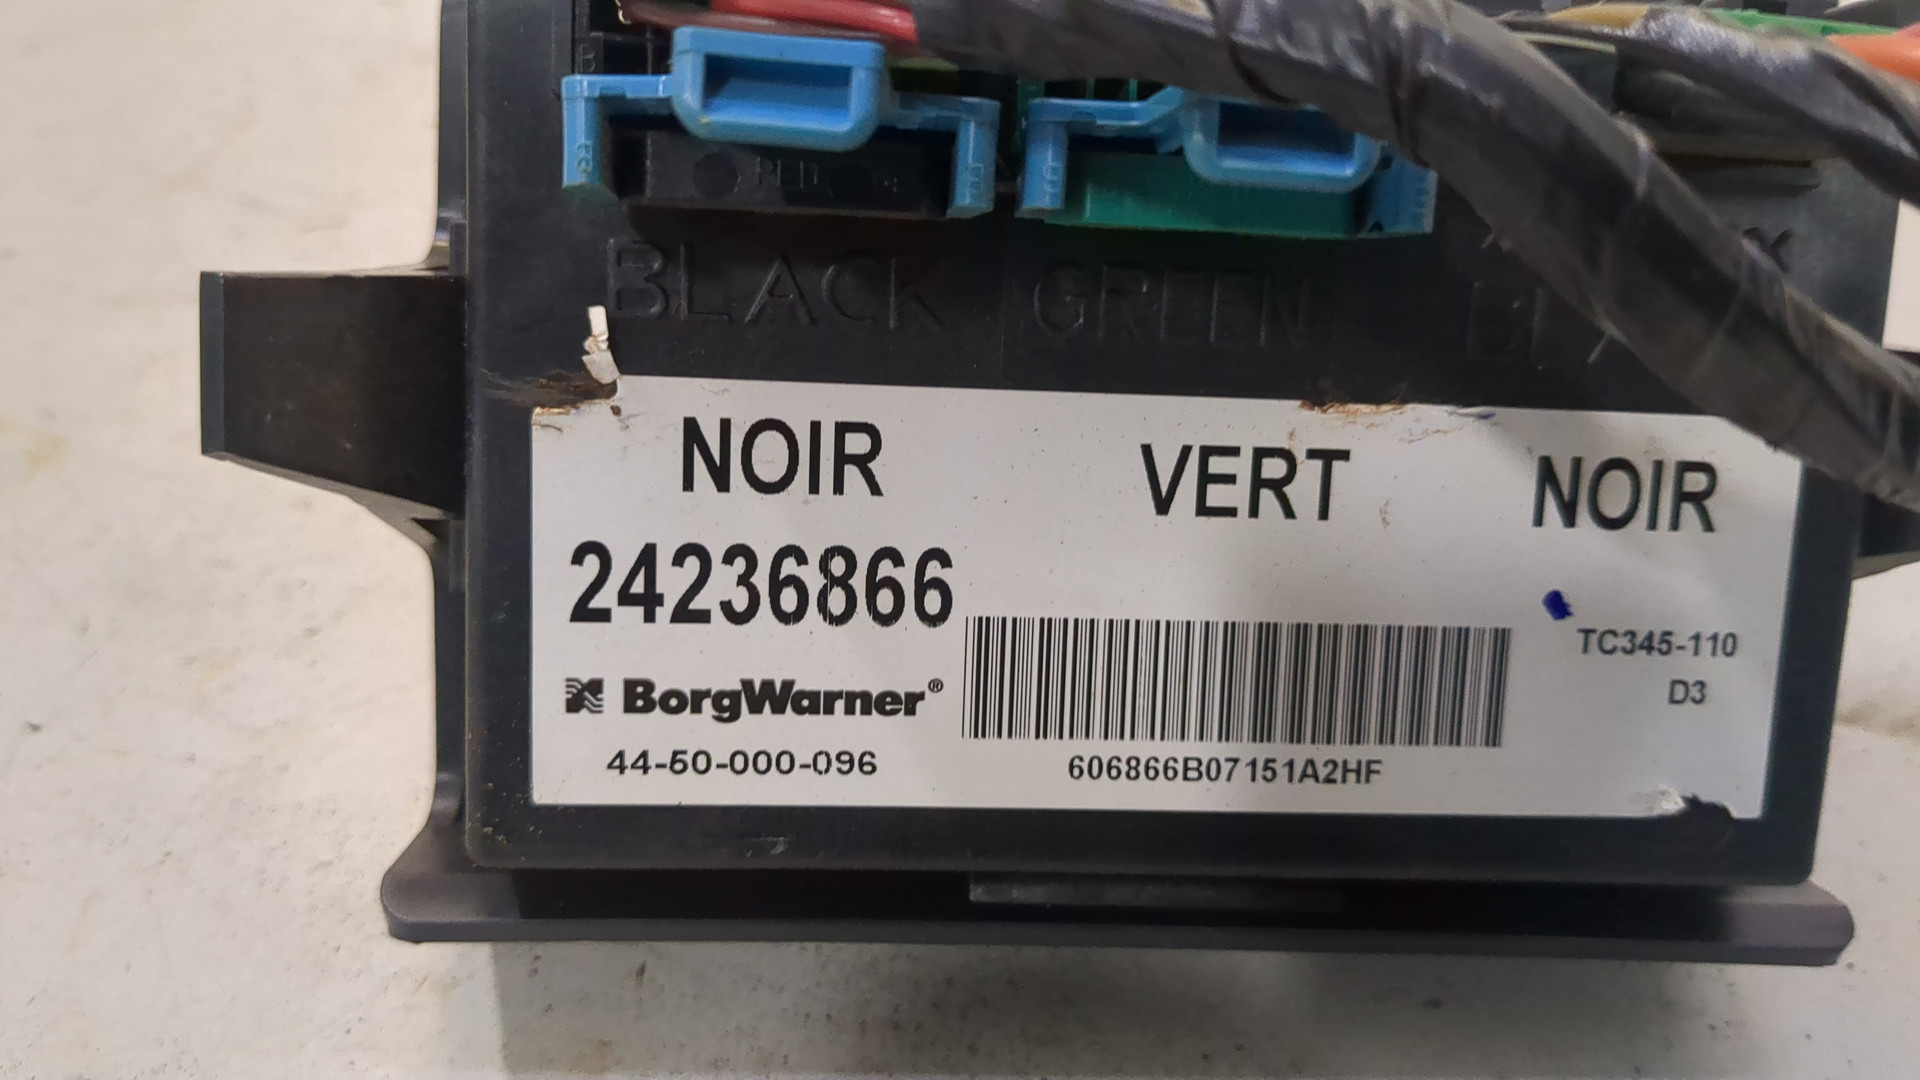 BLACK GREEN
NOIR VERT NOIR
24236866
TC345-110
D3
BorgWarner®
44-50-000-096
606866B07151A2HF